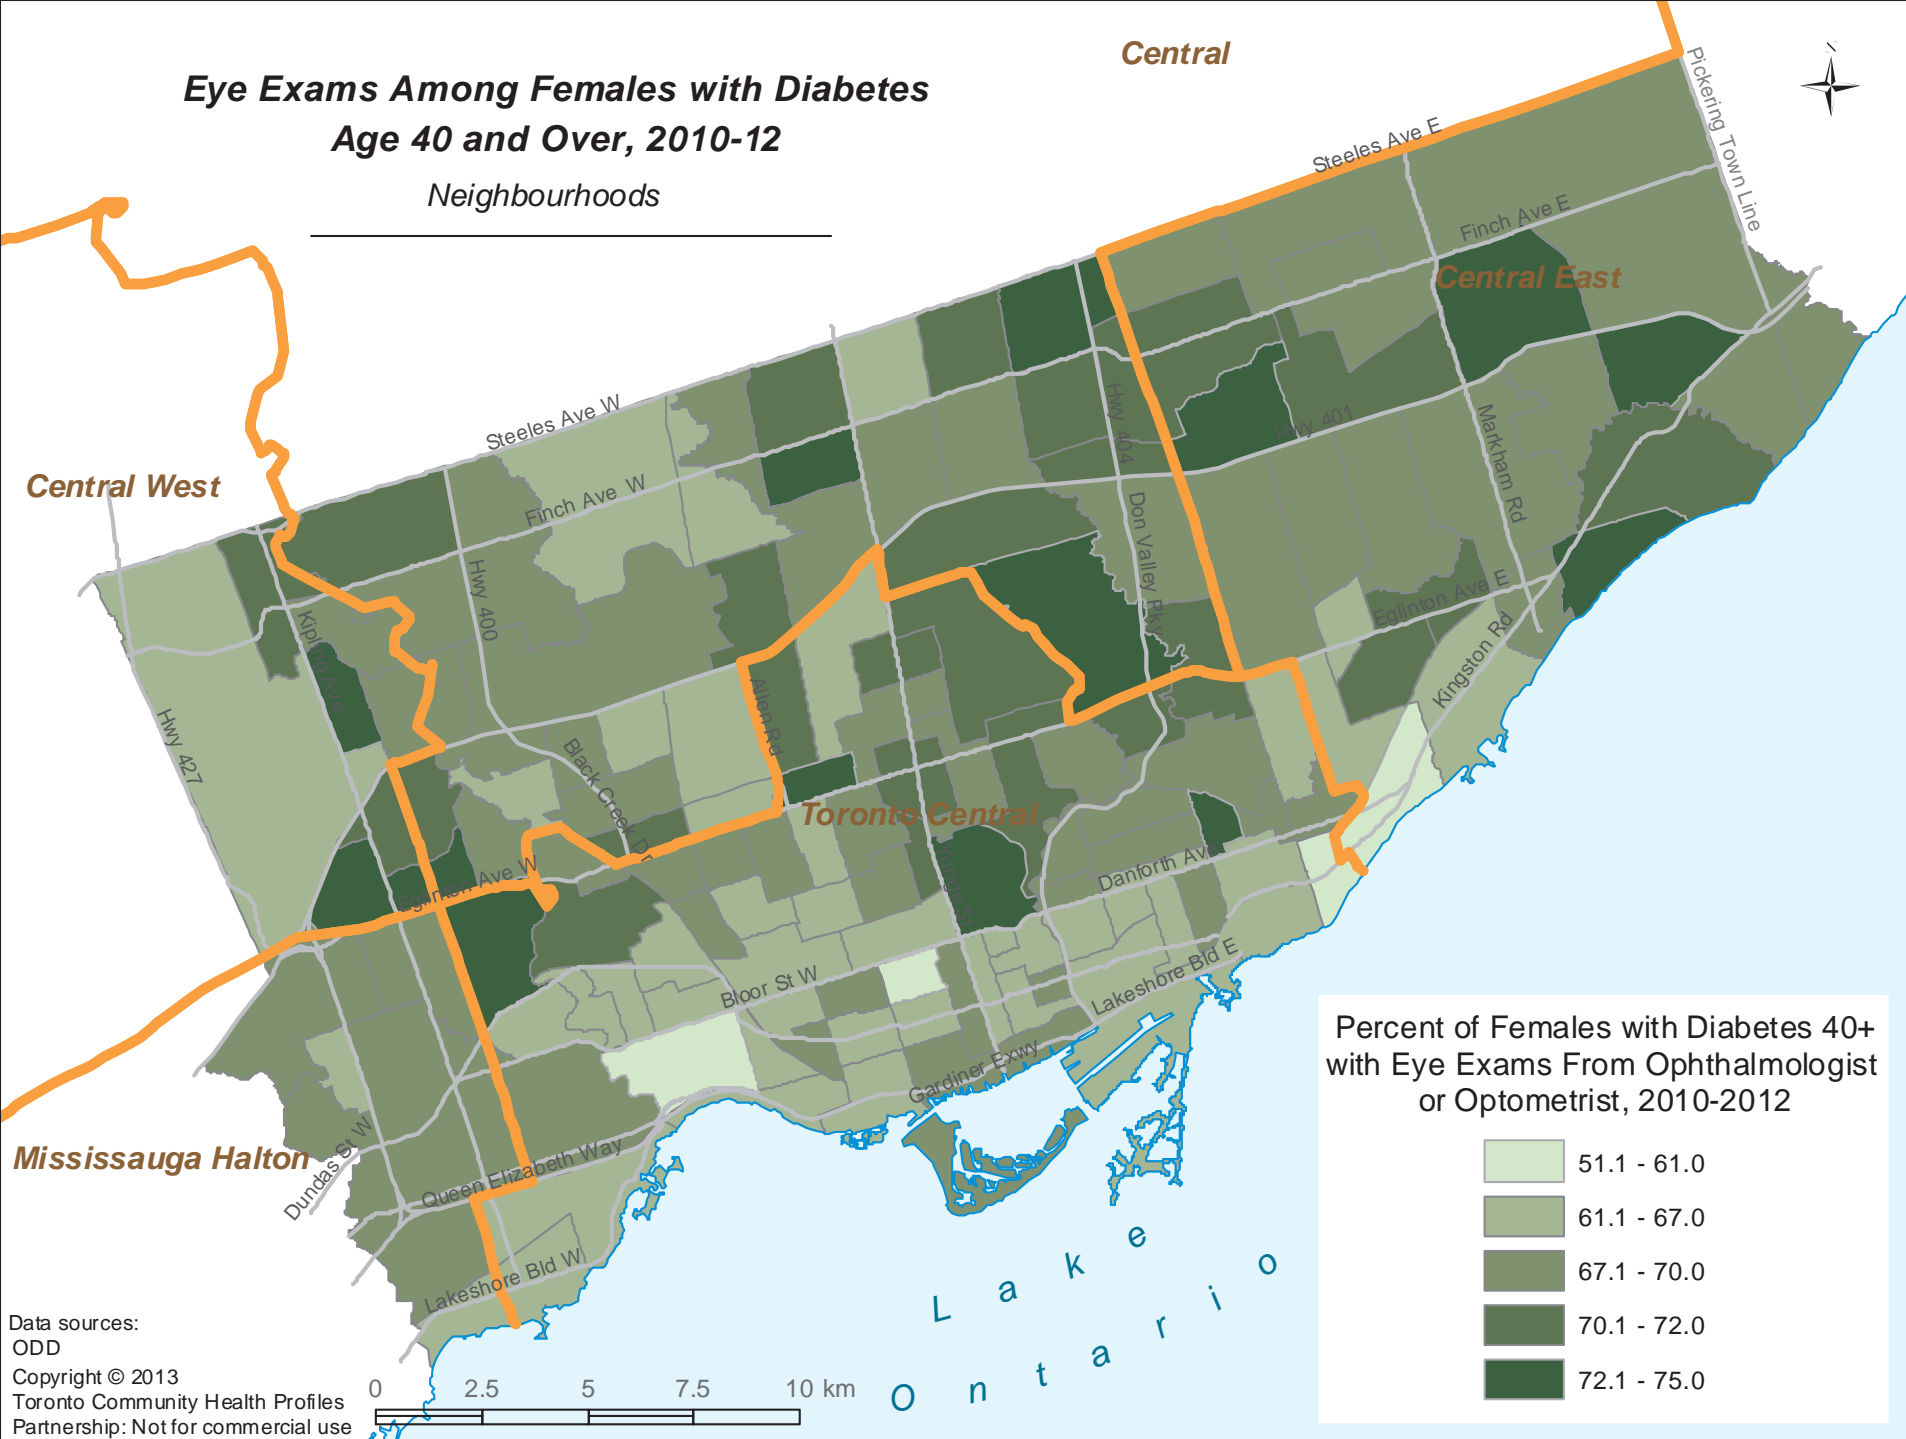 Eye Exams Among Females with Diabetes
Age 40 and Over, 2010-12
Neighbourhoods
Central
N
Pickering Town Line
Steeles Ave E
Finch Ave E
Central East
Steeles Ave W
Hwy 404
Hwy 401
Markham Rd
Central West
Finch Ave W
Don Valley Pky
Hwy 400
Eglinton Ave E
Kipling Ave
Kingston Rd
Hwy 427
Allen Rd
Black Creek Dr
Toronto Central
Yonge St
Danforth Ave
Eglinton Ave W
Bloor St W
Lakeshore Bld E
Gardiner Exwy
Mississauga Halton
Dundas St W
Queen Elizabeth Way
Lakeshore Bld W
Lake
Ontario
Percent of Females with Diabetes 40+
with Eye Exams From Ophthalmologist
or Optometrist, 2010-2012
51.1 - 61.0
61.1 - 67.0
67.1 - 70.0
70.1 - 72.0
72.1 - 75.0
Data sources:
ODD
Copyright © 2013
Toronto Community Health Profiles
Partnership: Not for commercial use
0 2.5 5 7.5 10 km